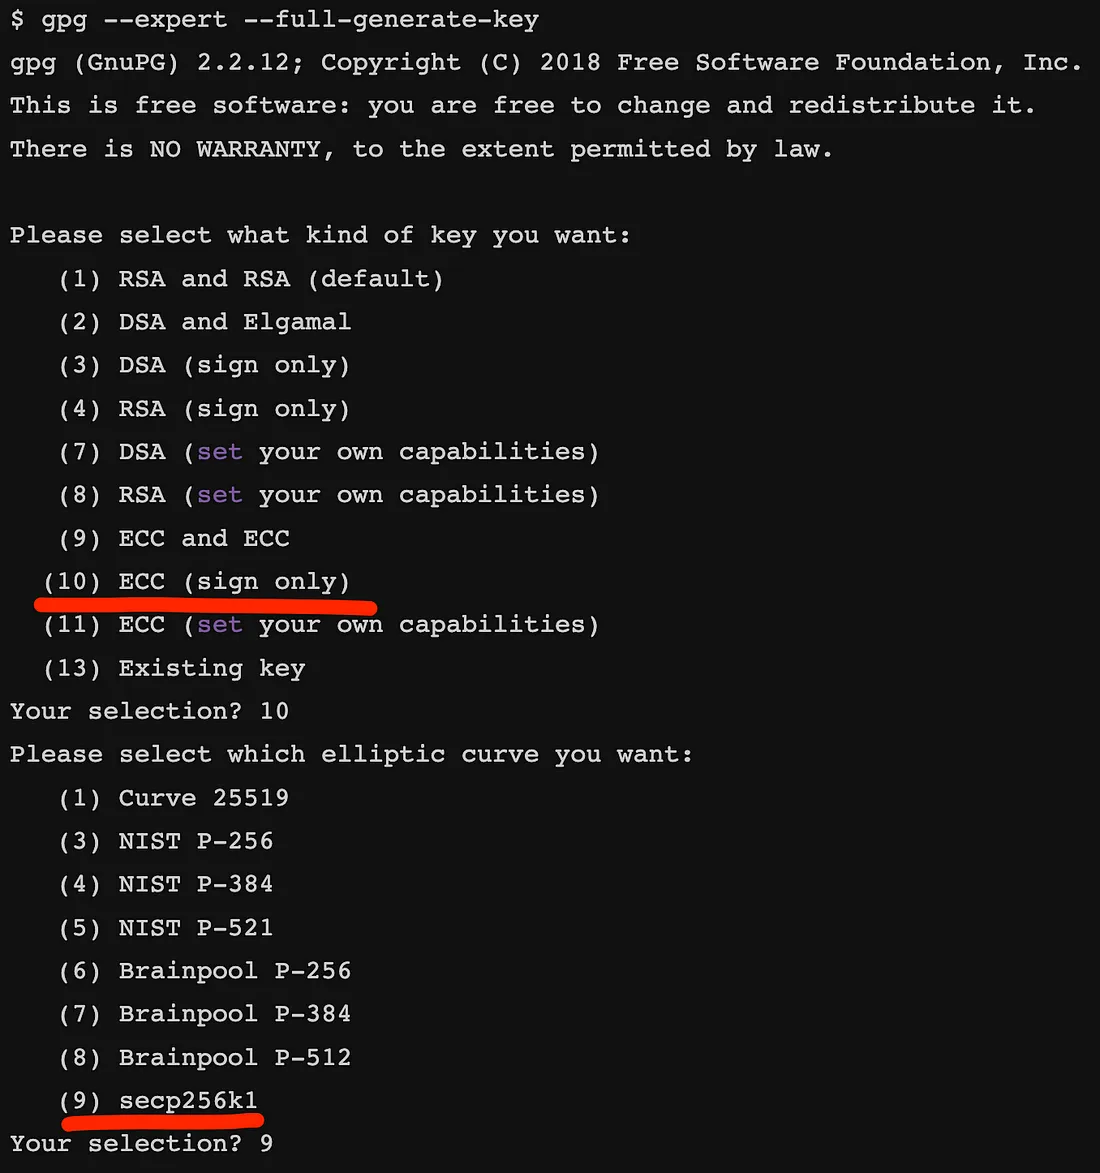 $ gpg --expert --full-generate-key
gpg (GnuPG) 2.2.12; Copyright (C) 2018 Free Software Foundation, Inc.
This is free software: you are free to change and redistribute it.
There is NO WARRANTY, to the extent permitted by law.
Please select what kind of key you want:
(1) RSA and RSA (default)
(2) DSA and Elgamal
(3) DSA (sign only)
(4) RSA (sign only)
(7) DSA (set your own capabilities)
(8) RSA (set your own capabilities)
(9) ECC and ECC
(10) ECC (sign only)
(11) ECC (set your own capabilities)
(13) Existing key
Your selection? 10
Please select which elliptic curve you want:
(1) Curve 25519
(3) NIST P-256
(4) NIST P-384
(5) NIST P-521
(6) Brainpool P-256
(7) Brainpool P-384
(8) Brainpool P-512
(9) secp256k1
Your selection? 9